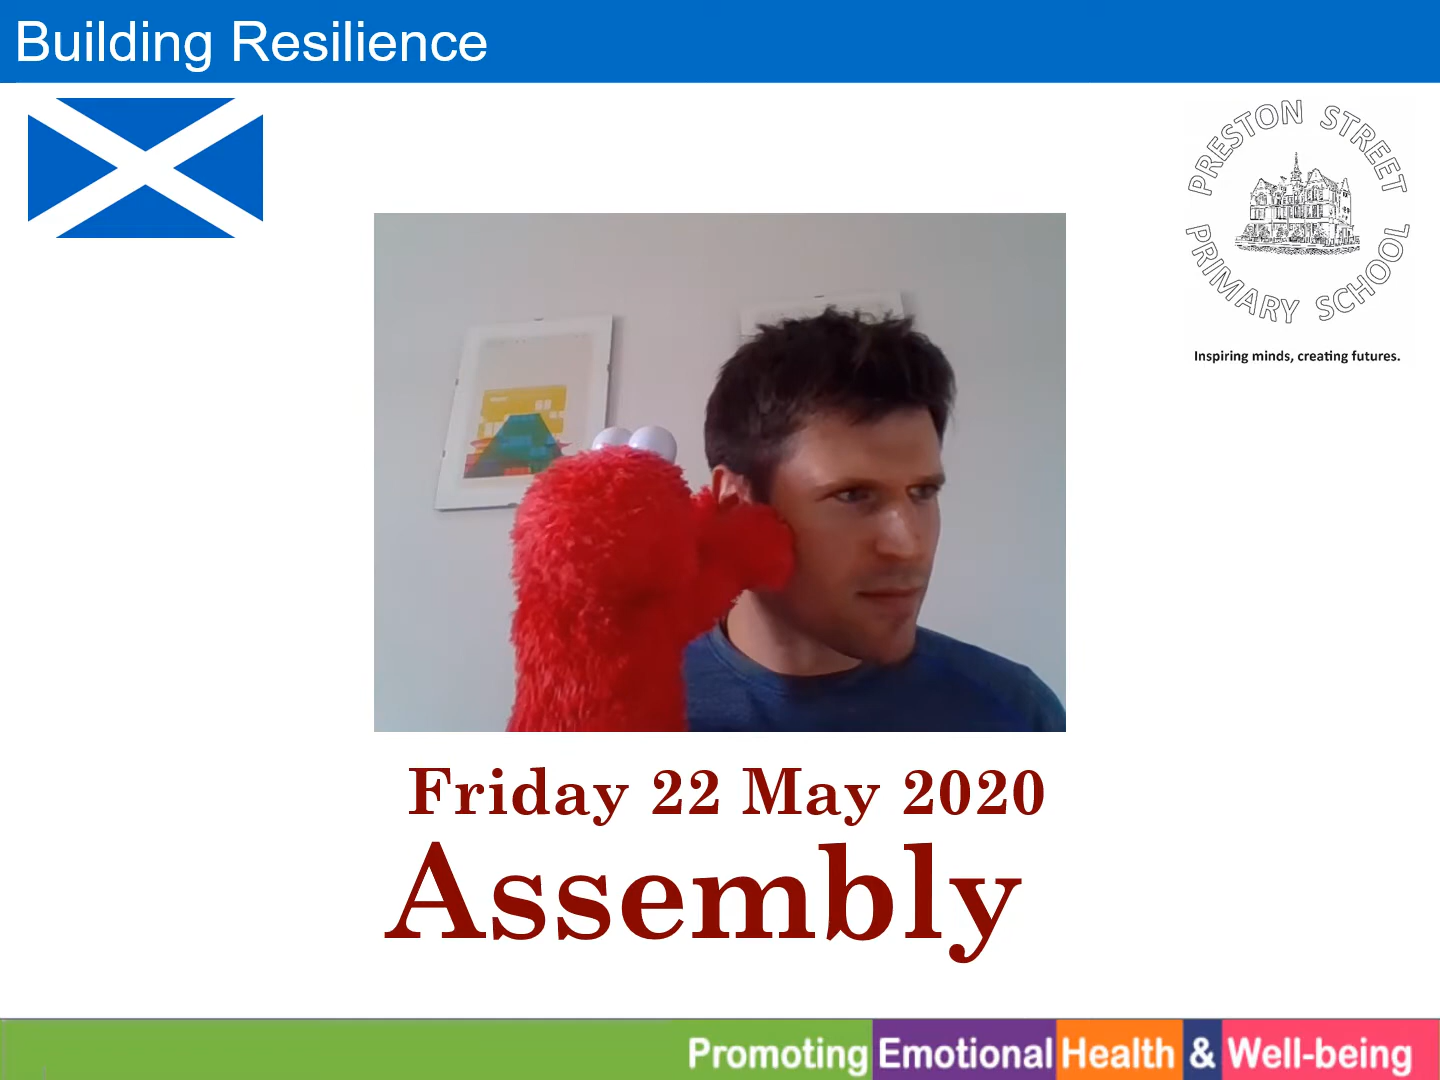 Building Resilience
PRESTON STREET
PRIMARY SCHOOL
Inspiring minds, creating futures.
Friday 22 May 2020
Assembly
Promoting Emotional Health & Well-being